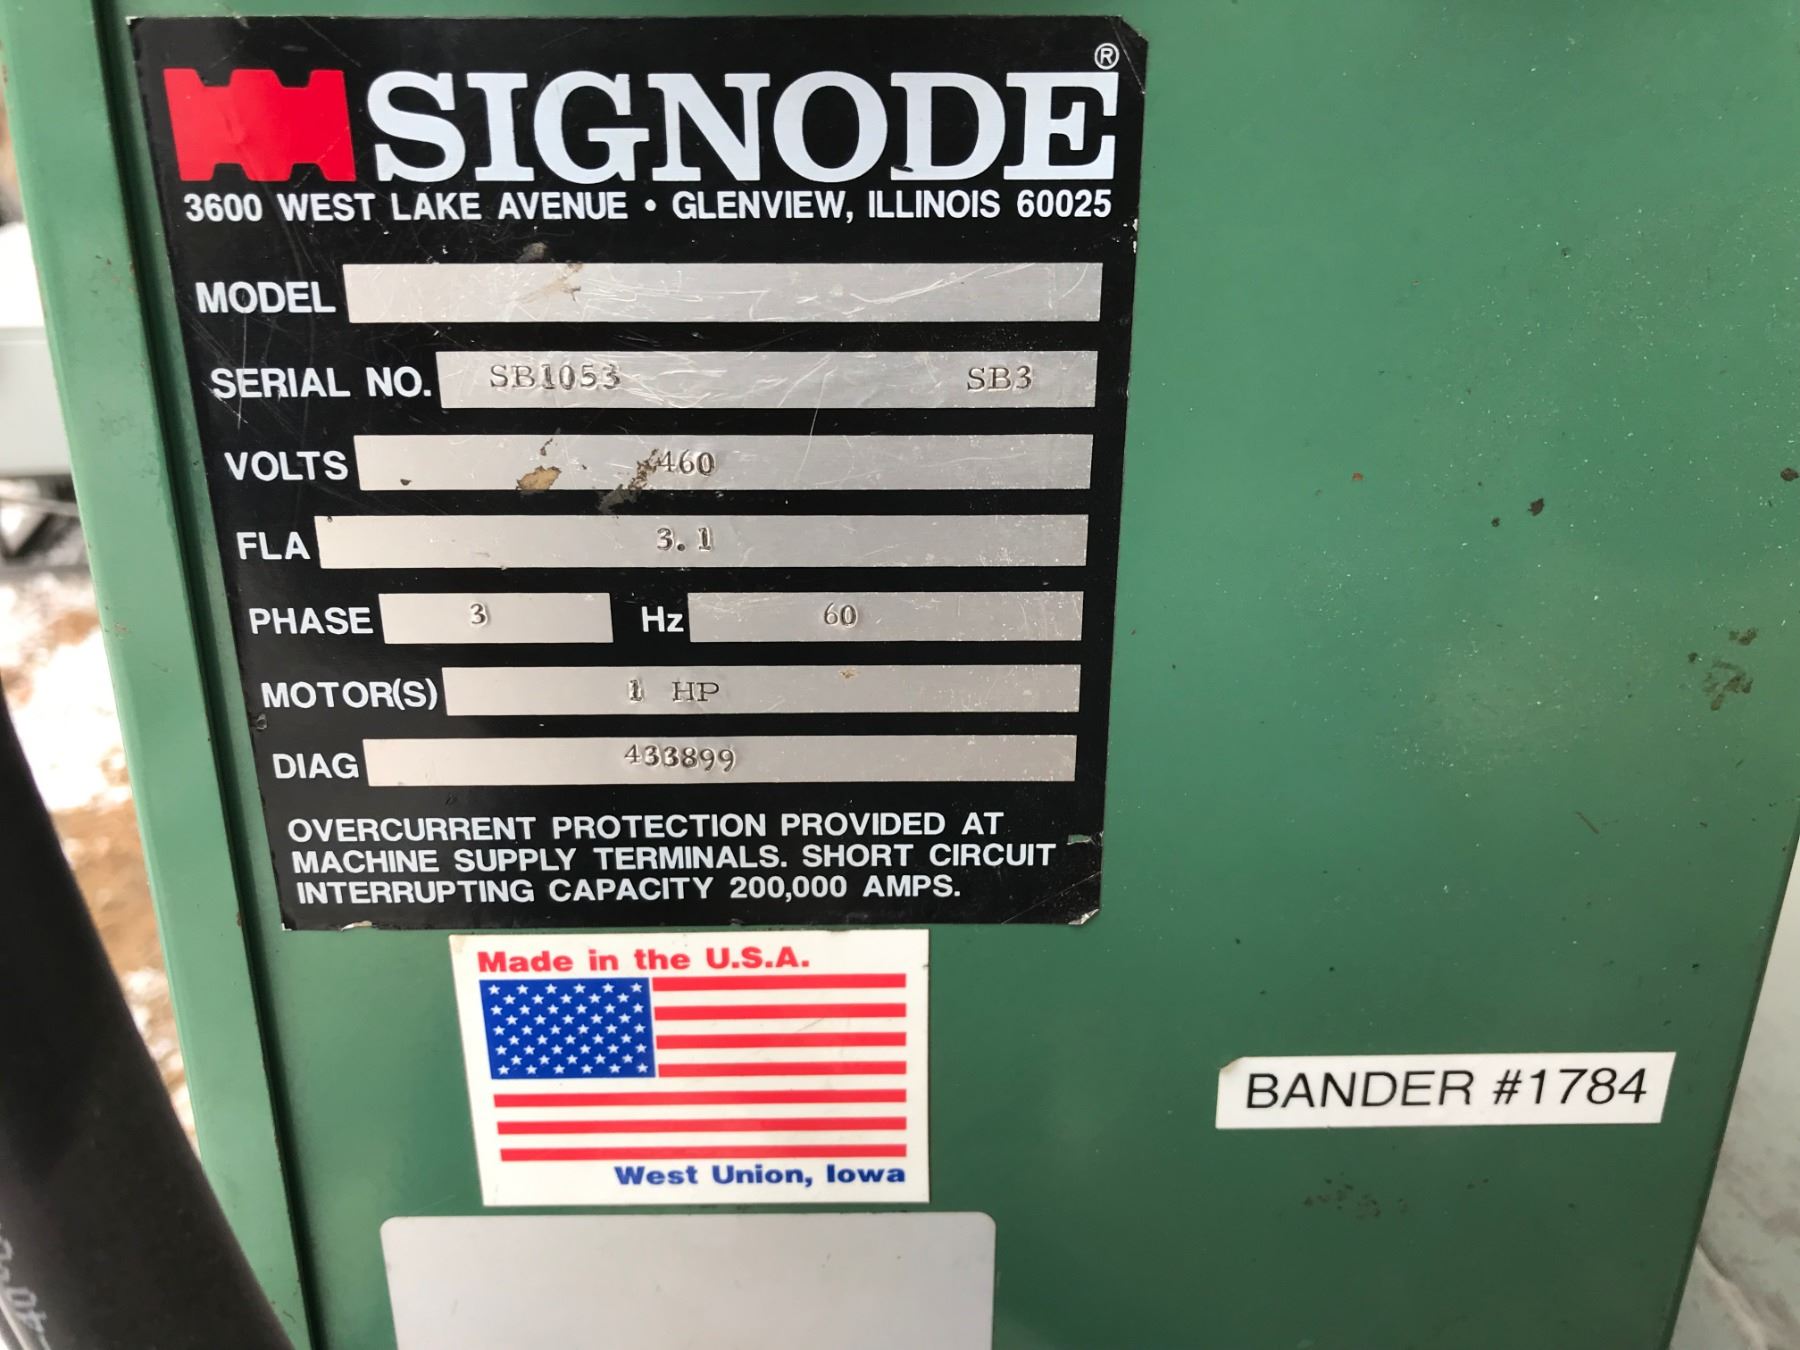 SIGNODE®
3600 WEST LAKE AVENUE • GLENVIEW, ILLINOIS 60025
MODEL
SERIAL NO. SB1053 SB3
VOLTS 460
FLA 3.1
PHASE 3 Hz 60
MOTOR(S) 1 HP
DIAG 433899
OVERCURRENT PROTECTION PROVIDED AT
MACHINE SUPPLY TERMINALS. SHORT CIRCUIT
INTERRUPTING CAPACITY 200,000 AMPS.
Made in the U.S.A.
West Union, Iowa
BANDER #1784